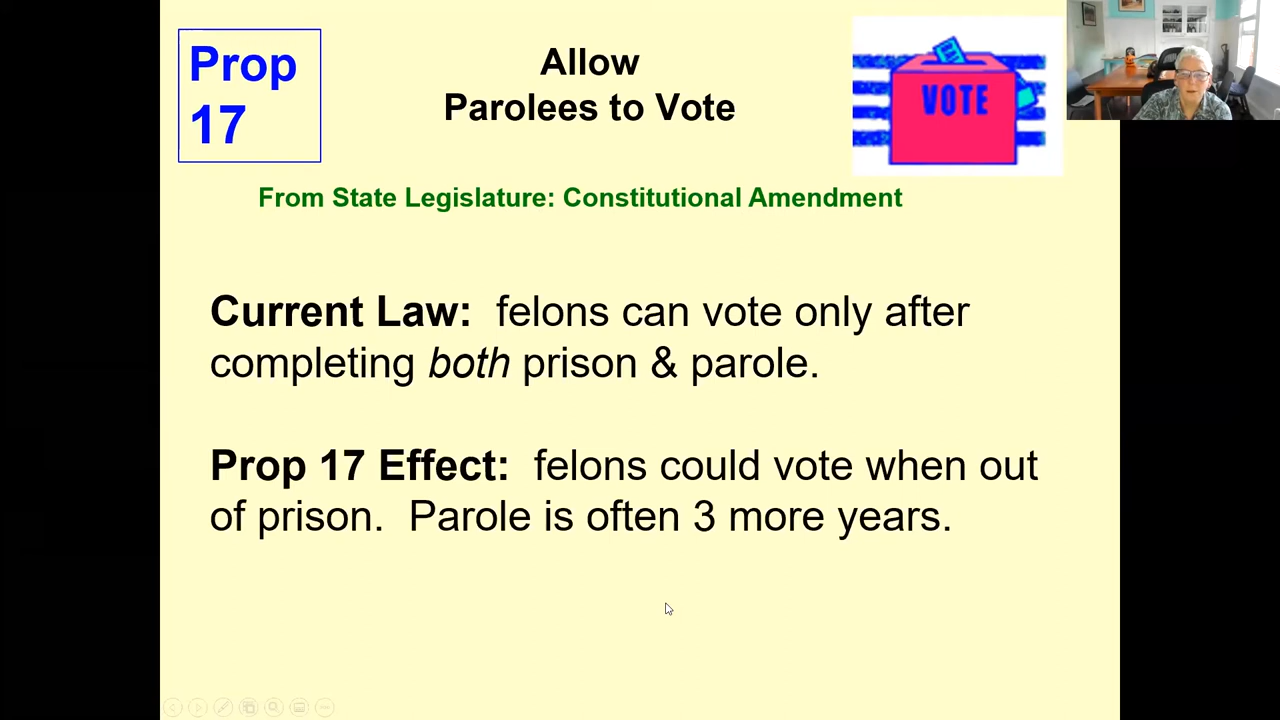 Prop
17
Allow
Parolees to Vote
VOTE
From State Legislature: Constitutional Amendment
Current Law: felons can vote only after
completing both prison & parole.
Prop 17 Effect: felons could vote when out
of prison. Parole is often 3 more years.